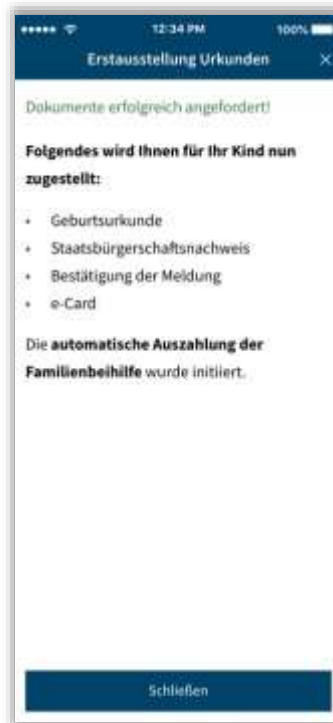 12:34 PM 100%
Erstausstellung Urkunden
Dokumente erfolgreich angefordert!
Folgendes wird Ihnen für Ihr Kind nun
zugestellt:
• Geburtsurkunde
• Staatsbürgerschaftsnachweis
• Bestätigung der Meldung
• e-Card
Die automatische Auszahlung der
Familienbeihilfe wurde initiiert.
Schließen